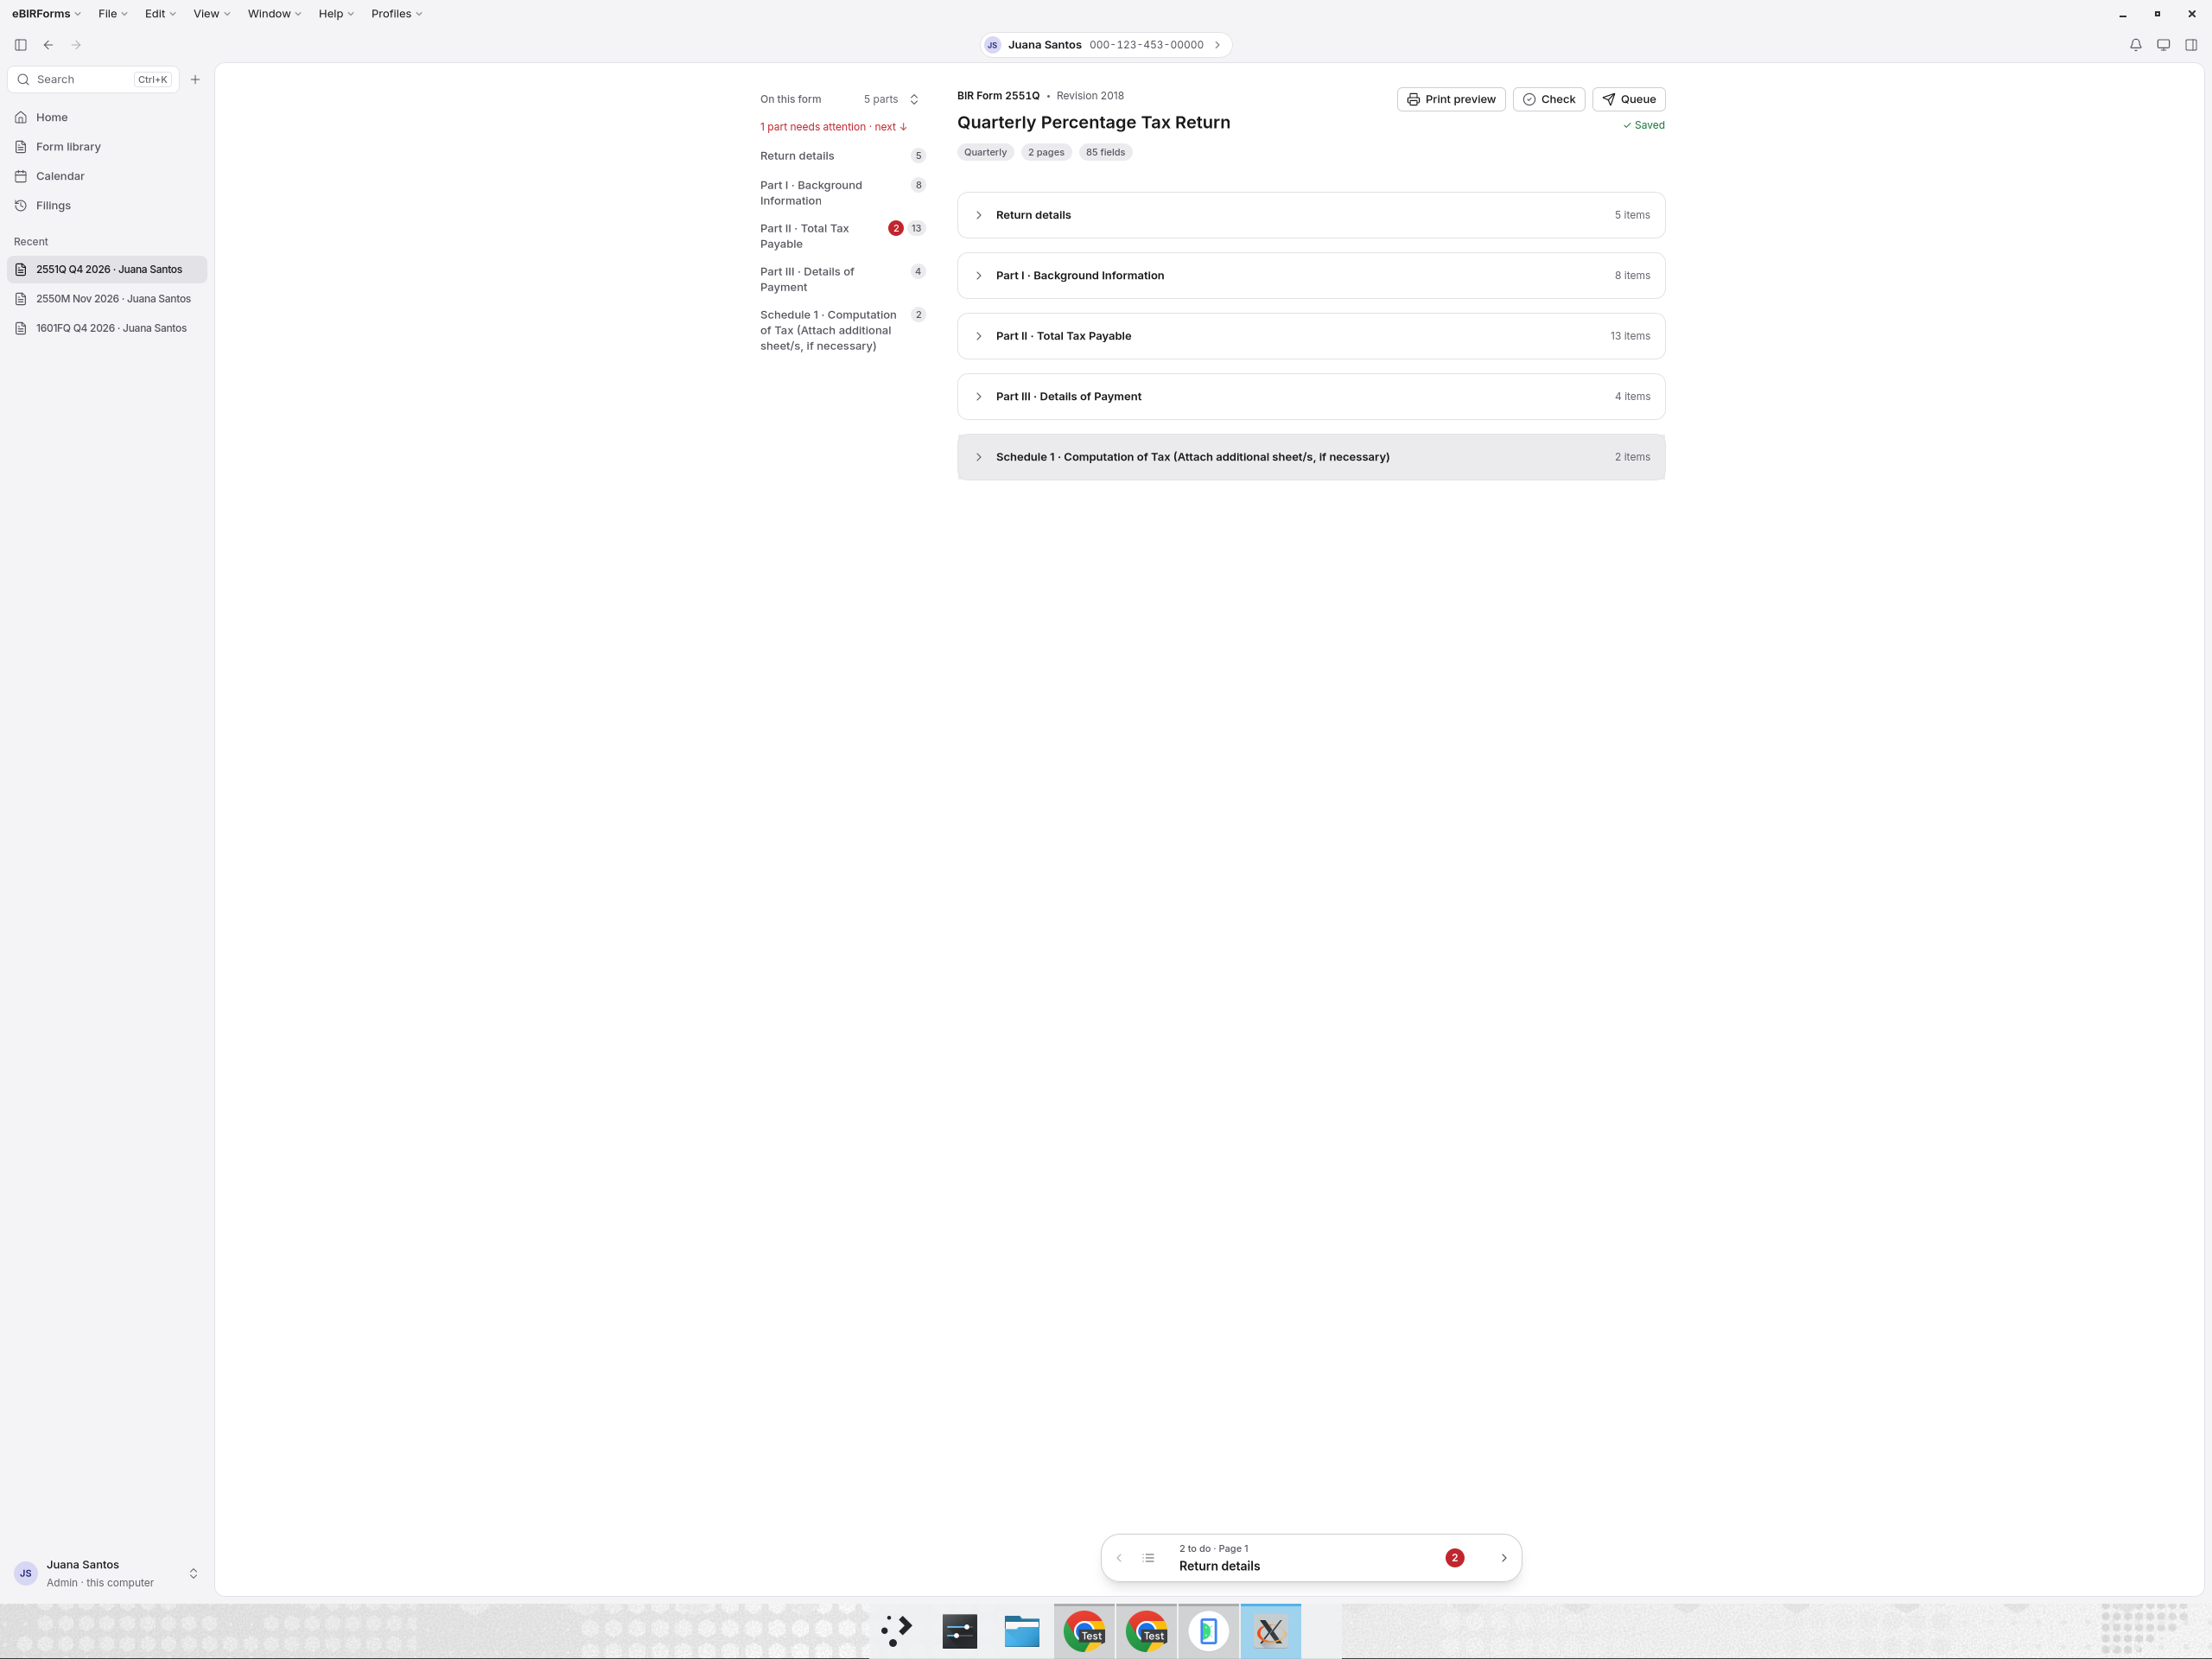 eBIRForms File Edit View Window Help Profiles
JS Juana Santos 000-123-453-00000
Search Ctrl+K
Home
Form library
Calendar
Filings
Recent
2551Q Q4 2026 · Juana Santos
2550M Nov 2026 · Juana Santos
1601FQ Q4 2026 · Juana Santos
On this form 5 parts
1 part needs attention · next ↓
Return details 5
Part I · Background
Information
8
Part II · Total Tax
Payable
2 13
Part III · Details of
Payment
4
Schedule 1 · Computation
of Tax (Attach additional
sheet/s, if necessary)
2
BIR Form 2551Q • Revision 2018
Quarterly Percentage Tax Return
Quarterly 2 pages 85 fields
Print preview Check Queue
✓ Saved
Return details 5 items
Part I · Background Information 8 items
Part II · Total Tax Payable 13 items
Part III · Details of Payment 4 items
Schedule 1 · Computation of Tax (Attach additional sheet/s, if necessary) 2 items
2 to do · Page 1
Return details
2
JS Juana Santos
Admin · this computer
Test Test